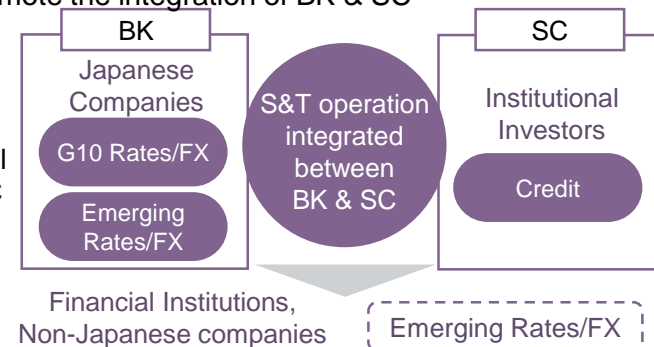 mote the integration of BK & SC
BK
Japanese
Companies
G10 Rates/FX
Emerging
Rates/FX
S&T operation
integrated
between
BK & SC
SC
Institutional
Investors
Credit
Financial Institutions,
Non-Japanese companies
Emerging Rates/FX